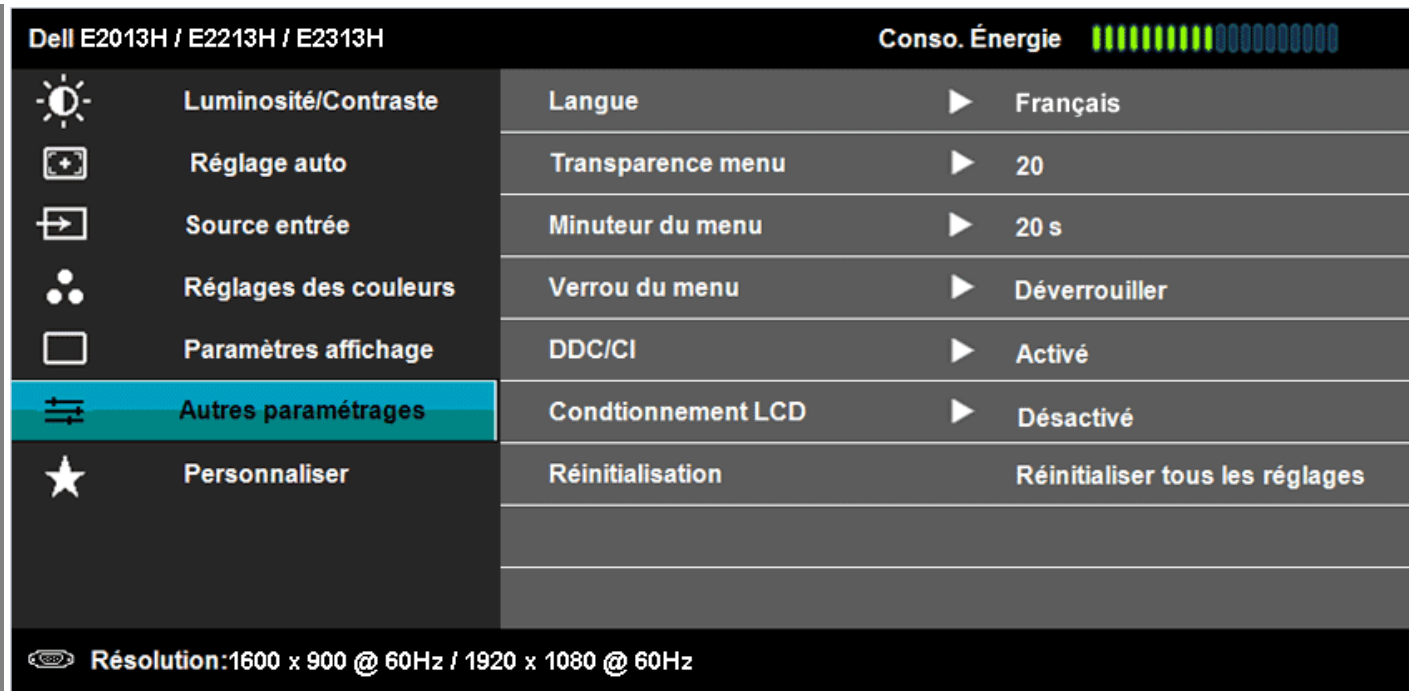 Dell E2013H / E2213H / E2313H Conso. Énergie
Luminosité/Contraste Langue Français
Réglage auto Transparence menu 20
Source entrée Minuteur du menu 20 s
Réglages des couleurs Verrou du menu Déverrouiller
Paramètres affichage DDC/CI Activé
Autres paramétrages Condtionnement LCD Désactivé
Personnaliser Réinitialisation Réinitialiser tous les réglages
Résolution:1600 x 900 @ 60Hz / 1920 x 1080 @ 60Hz